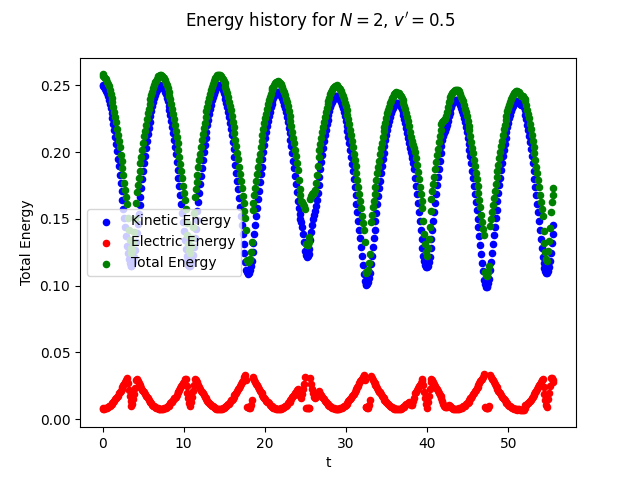 Energy history for N = 2, v′ = 0.5
Total Energy
0.25
0.20
0.15
0.10
0.05
0.00
Kinetic Energy
Electric Energy
Total Energy
0
10
20
30
40
50
t